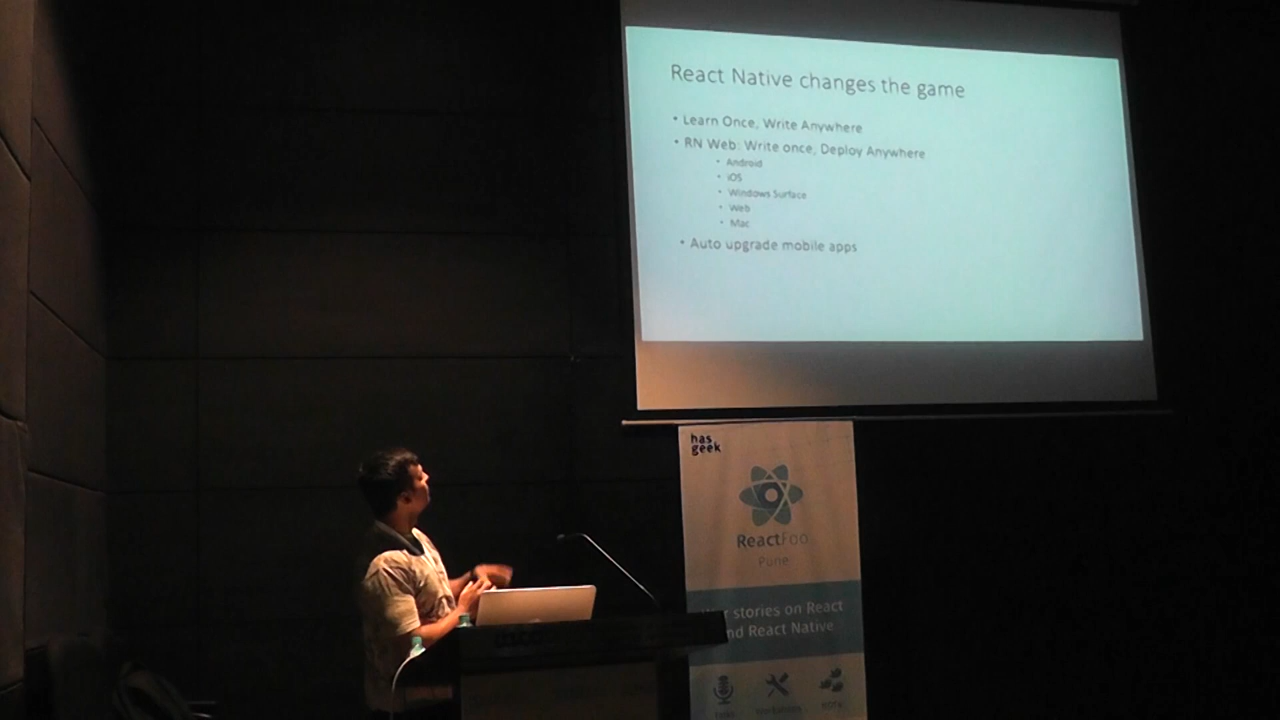 React Native changes the game
• Learn Once, Write Anywhere
• RN Web: Write once, Deploy Anywhere
• Android
• iOS
• Windows Surface
• Web
• Mac
• Auto upgrade mobile apps
has
geek
ReactFoo
Pune
stories on React
and React Native